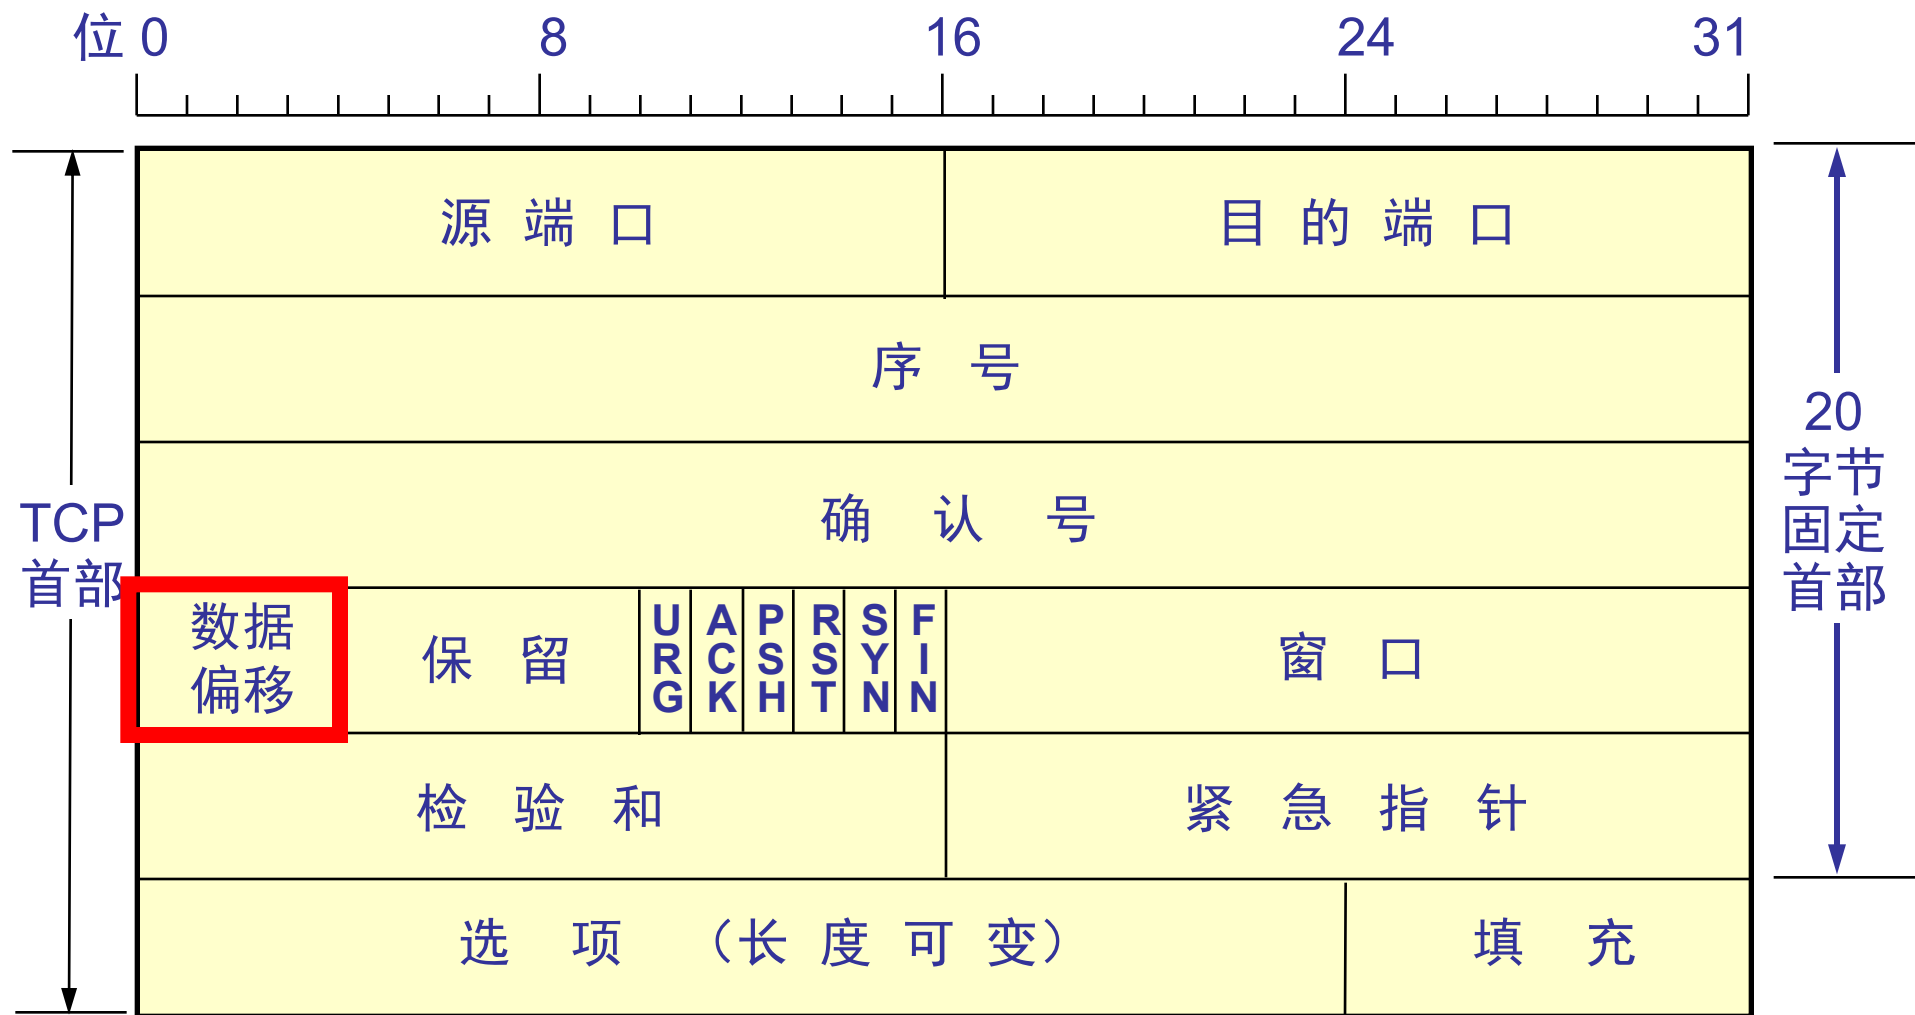 位 0 8 16 24 31
源 端 口 目 的 端 口
序 号
确 认 号
TCP
首部
20
字节
固定
首部
数据
偏移
保 留
URG
ACK
PSH
RST
SYN
FIN
窗 口
检 验 和 紧 急 指 针
选 项 （长 度 可 变） 填 充